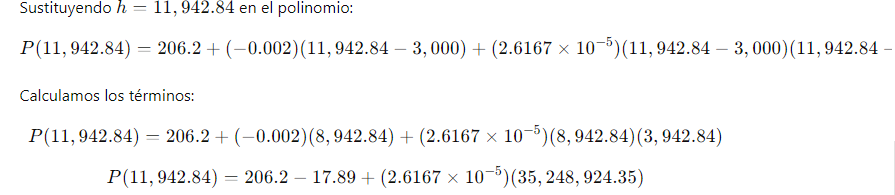 Sustituyendo h = 11,942.84 en el polinomio:
P(11,942.84) = 206.2 + (−0.002)(11,942.84 − 3,000) + (2.6167 × 10⁻⁵)(11,942.84 − 3,000)(11,942.84 −
Calculamos los términos:
P(11,942.84) = 206.2 + (−0.002)(8,942.84) + (2.6167 × 10⁻⁵)(8,942.84)(3,942.84)
P(11,942.84) = 206.2 − 17.89 + (2.6167 × 10⁻⁵)(35,248,924.35)